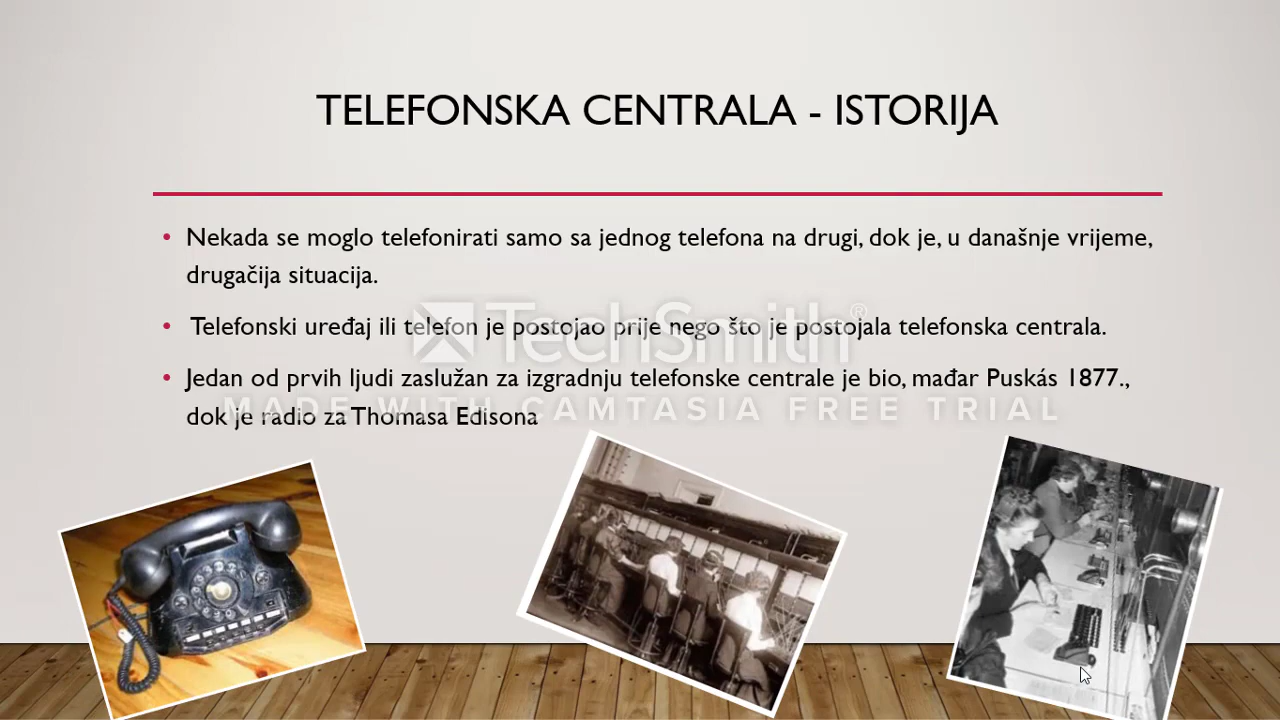 TELEFONSKA CENTRALA - ISTORIJA
• Nekada se moglo telefonirati samo sa jednog telefona na drugi, dok je, u današnje vrijeme,
drugačija situacija.
• Telefonski uređaj ili telefon je postojao prije nego što je postojala telefonska centrala.
TechSmith®
• Jedan od prvih ljudi zaslužan za izgradnju telefonske centrale je bio, mađar Puskás 1877.,
MADE WITH CAMTASIA FREE TRIAL
dok je radio za Thomasa Edisona